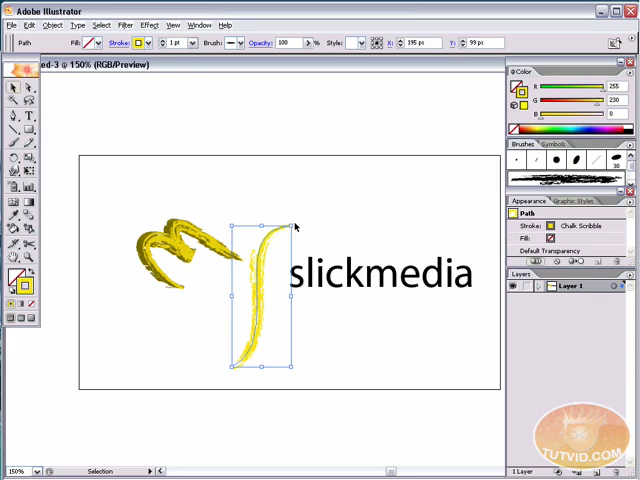 Adobe Illustrator
File Edit Object Type Select Filter Effect View Window Help
Path Fill: Stroke: 1 pt Brush: Opacity: 100 % Style: X: 195 px Y: 99 px
ed-3 @ 150% (RGB/Preview)
Color
R 255
G 230
B 0
Brushes Symbols
30
Appearance Graphic Styles
Path
Stroke: Chalk Scribble
Fill:
Default Transparency
slickmedia
Layers
Layer 1
TUTVID.COM
150% Selection 1 Layer